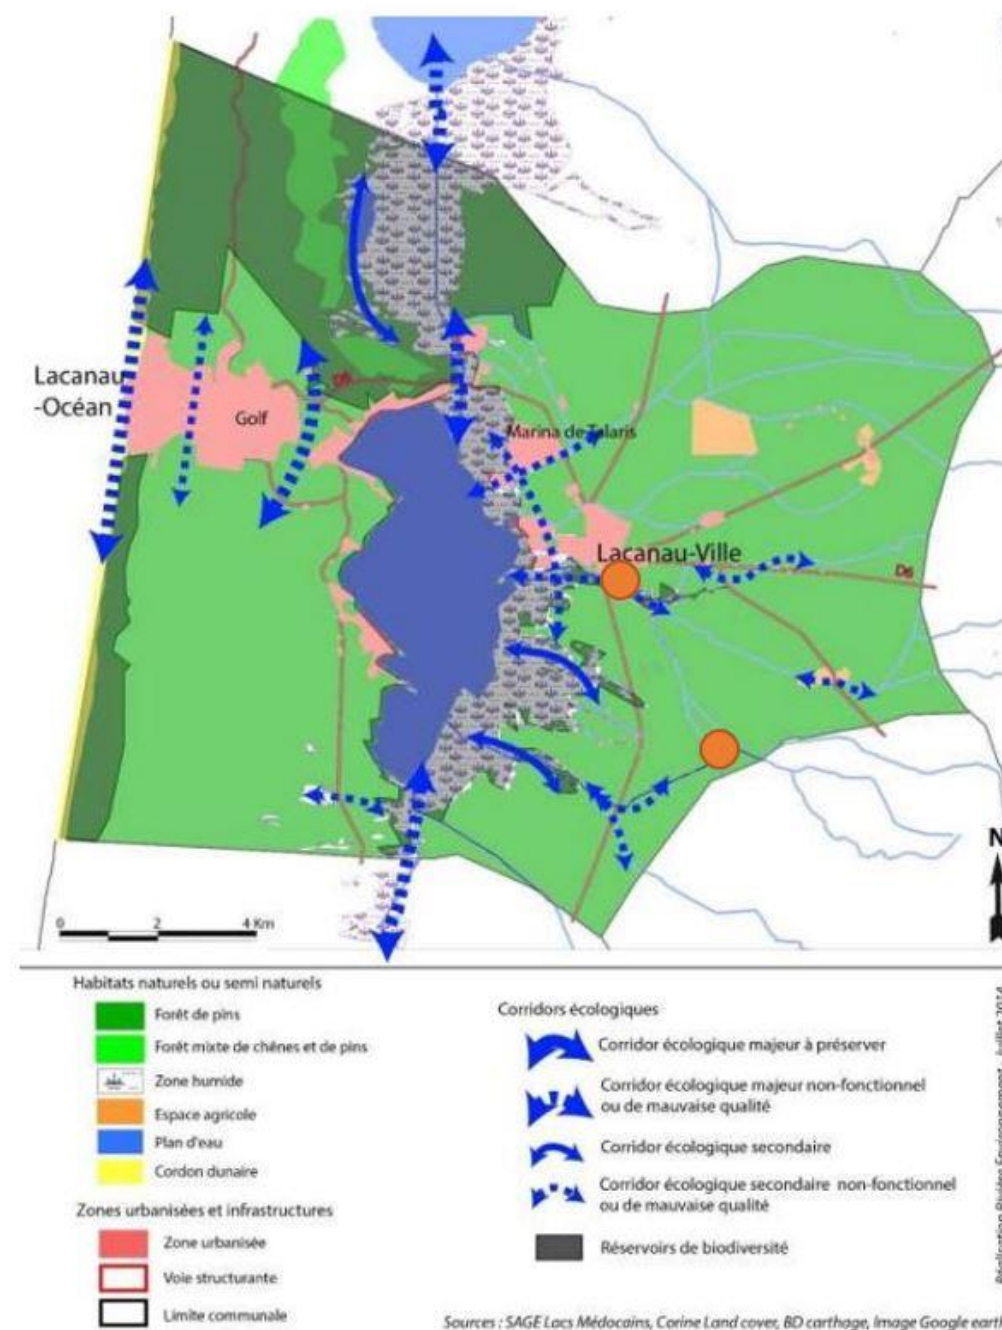 Lacanau
-Océan
Golf
D6
Marina de Talaris
Lacanau-Ville
D6
N
0 2 4 Km
Habitats naturels ou semi naturels
Forêt de pins
Forêt mixte de chênes et de pins
Zone humide
Espace agricole
Plan d'eau
Cordon dunaire
Zones urbanisées et infrastructures
Zone urbanisée
Voie structurante
Limite communale
Corridors écologiques
Corridor écologique majeur à préserver
Corridor écologique majeur non-fonctionnel
ou de mauvaise qualité
Corridor écologique secondaire
Corridor écologique secondaire non-fonctionnel
ou de mauvaise qualité
Réservoirs de biodiversité
Sources : SAGE Lacs Médocains, Corine Land cover, BD carthage, Image Google earth